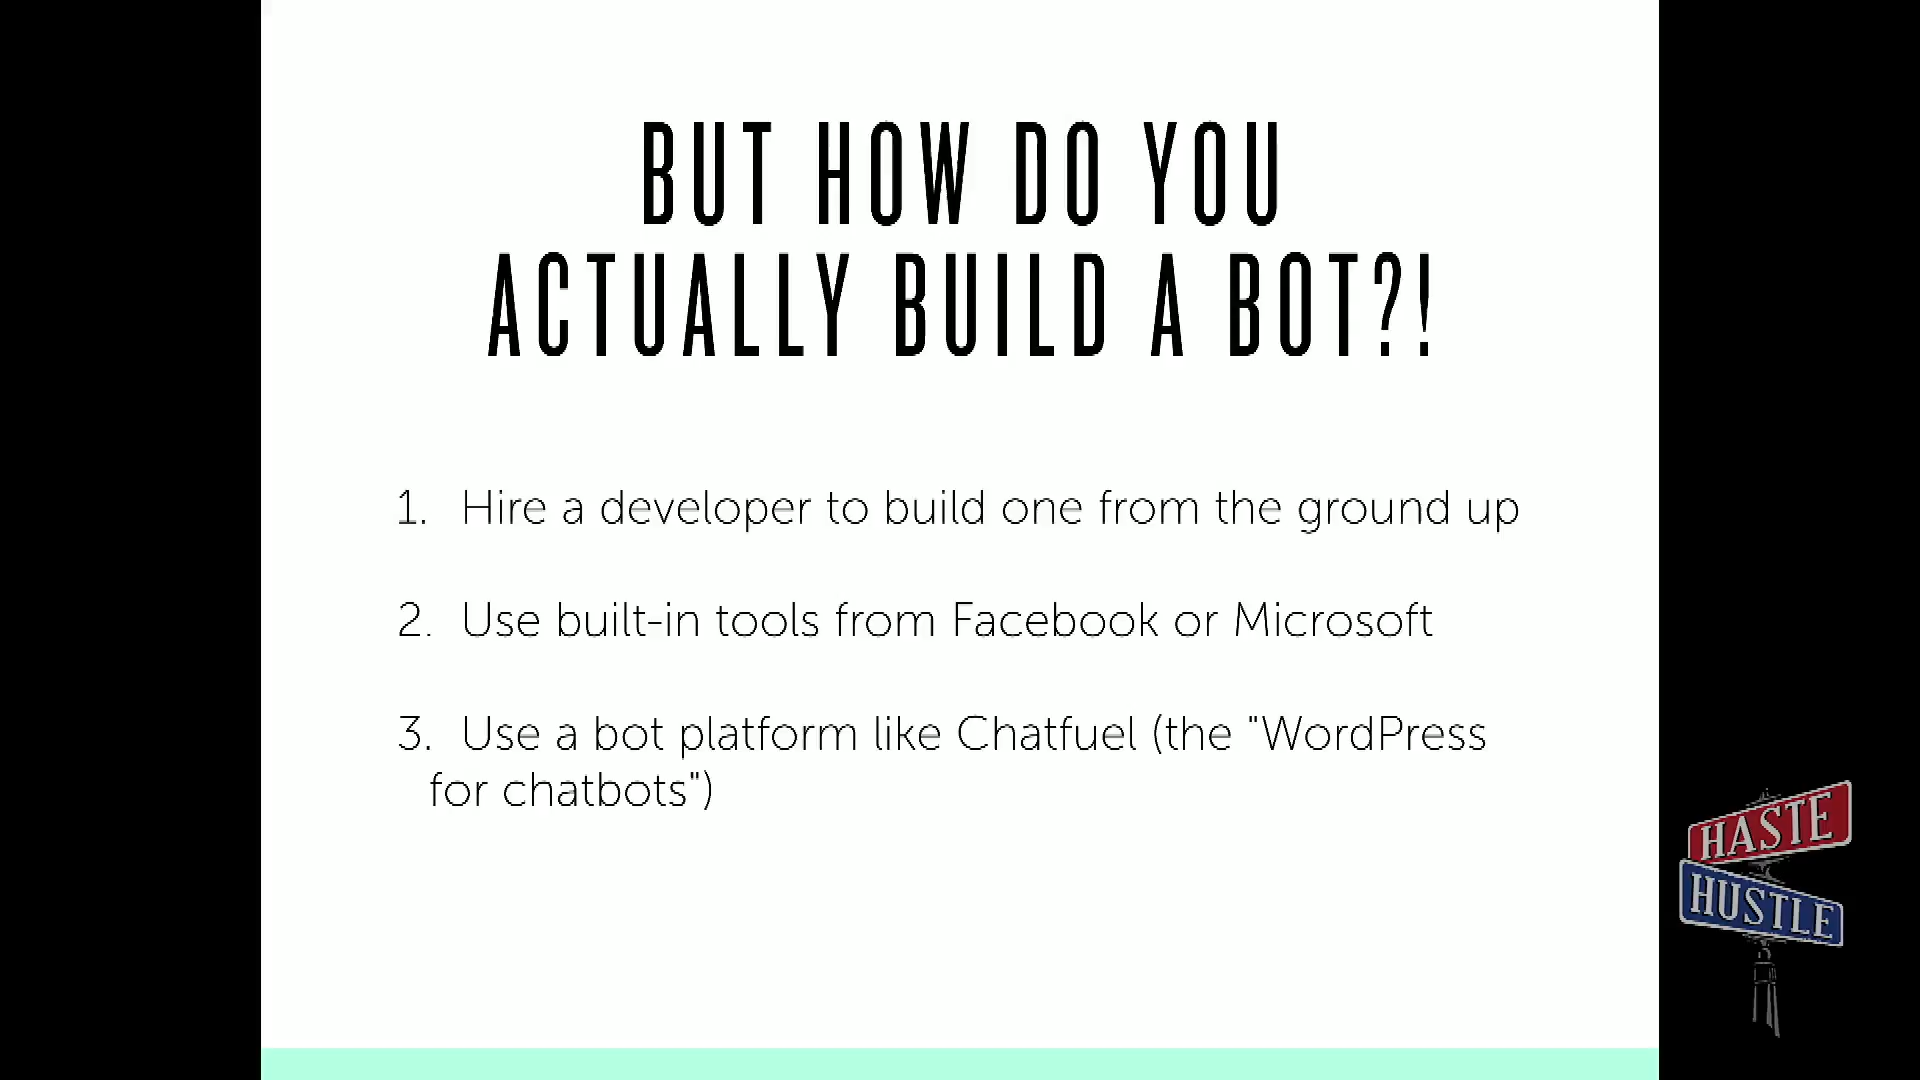 BUT HOW DO YOU
ACTUALLY BUILD A BOT?!
1. Hire a developer to build one from the ground up
2. Use built-in tools from Facebook or Microsoft
3. Use a bot platform like Chatfuel (the "WordPress
for chatbots")
HASTE
HUSTLE